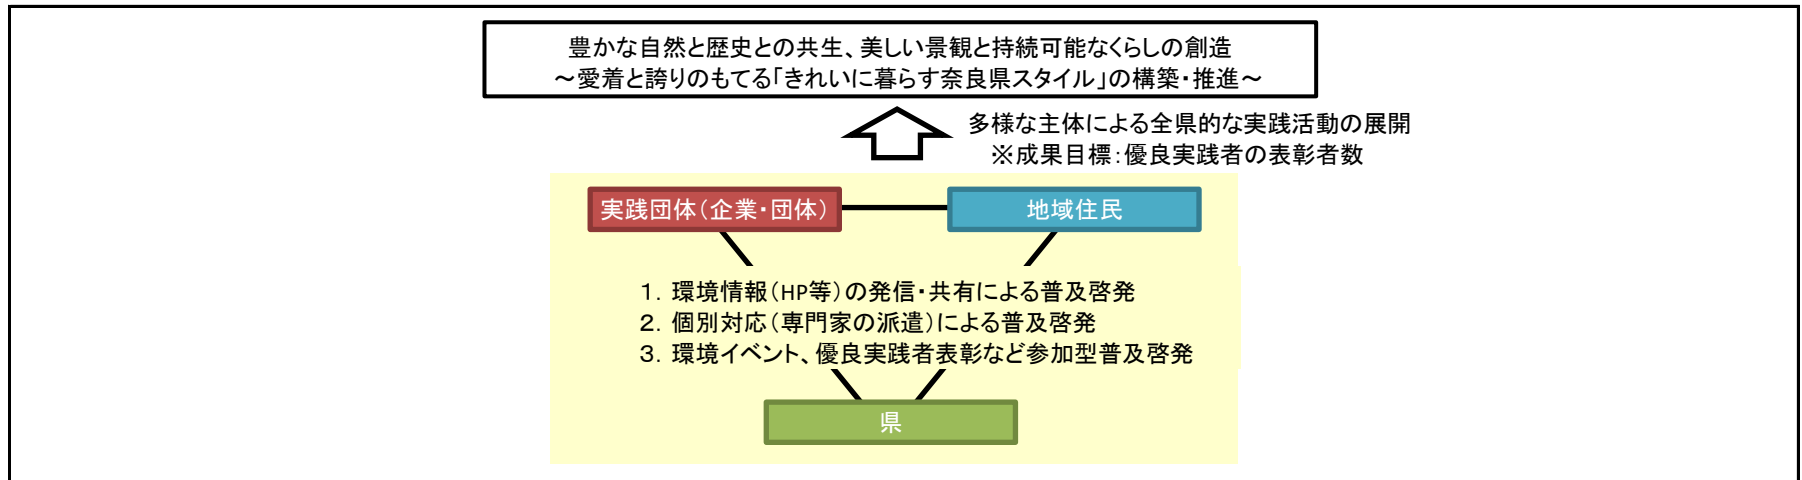 豊かな自然と歴史との共生、美しい景観と持続可能なくらしの創造
～愛着と誇りのもてる「きれいに暮らす奈良県スタイル」の構築・推進～
多様な主体による全県的な実践活動の展開
※成果目標：優良実践者の表彰者数
実践団体（企業・団体）
地域住民
1．環境情報（HP等）の発信・共有による普及啓発
2．個別対応（専門家の派遣）による普及啓発
3．環境イベント、優良実践者表彰など参加型普及啓発
県